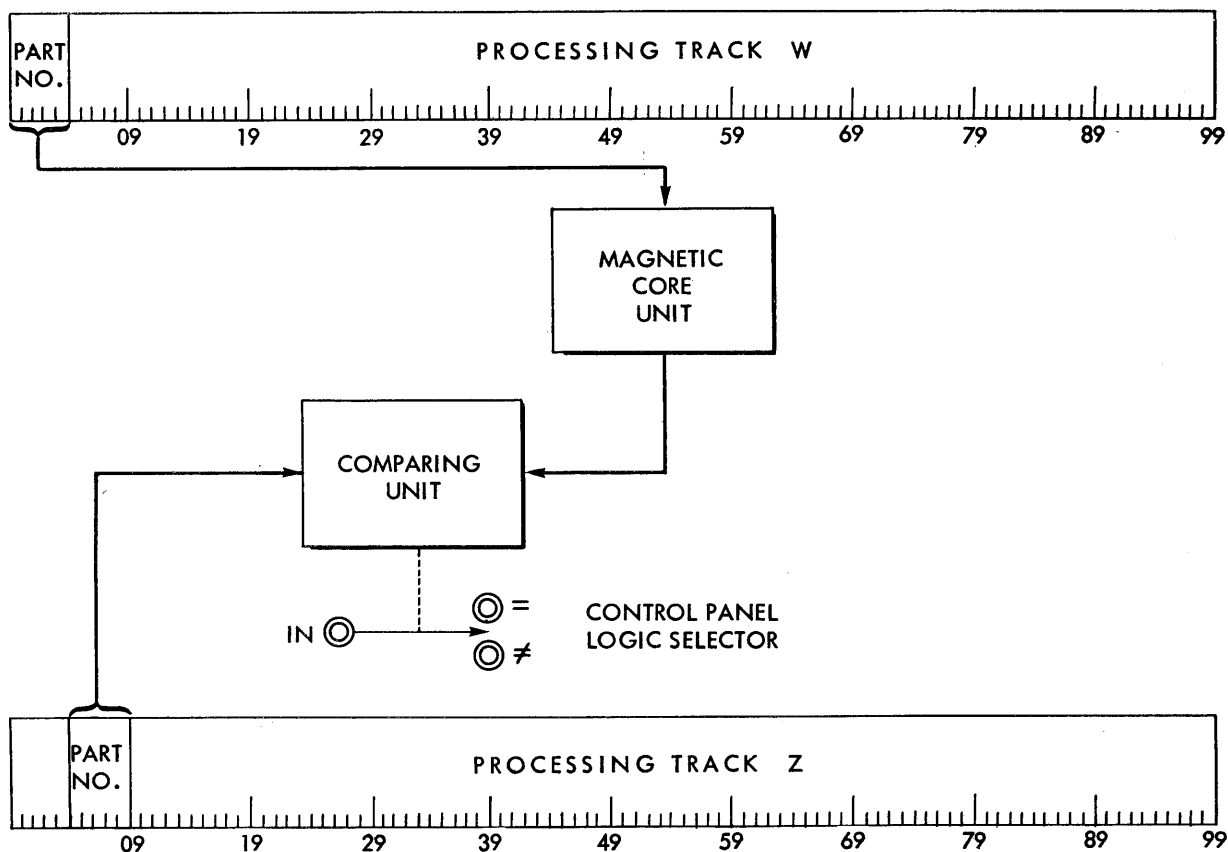 PART
NO.
PROCESSING TRACK W
09 19 29 39 49 59 69 79 89 99
MAGNETIC
CORE
UNIT
COMPARING
UNIT
IN
=
≠
CONTROL PANEL
LOGIC SELECTOR
PART
NO.
PROCESSING TRACK Z
09 19 29 39 49 59 69 79 89 99